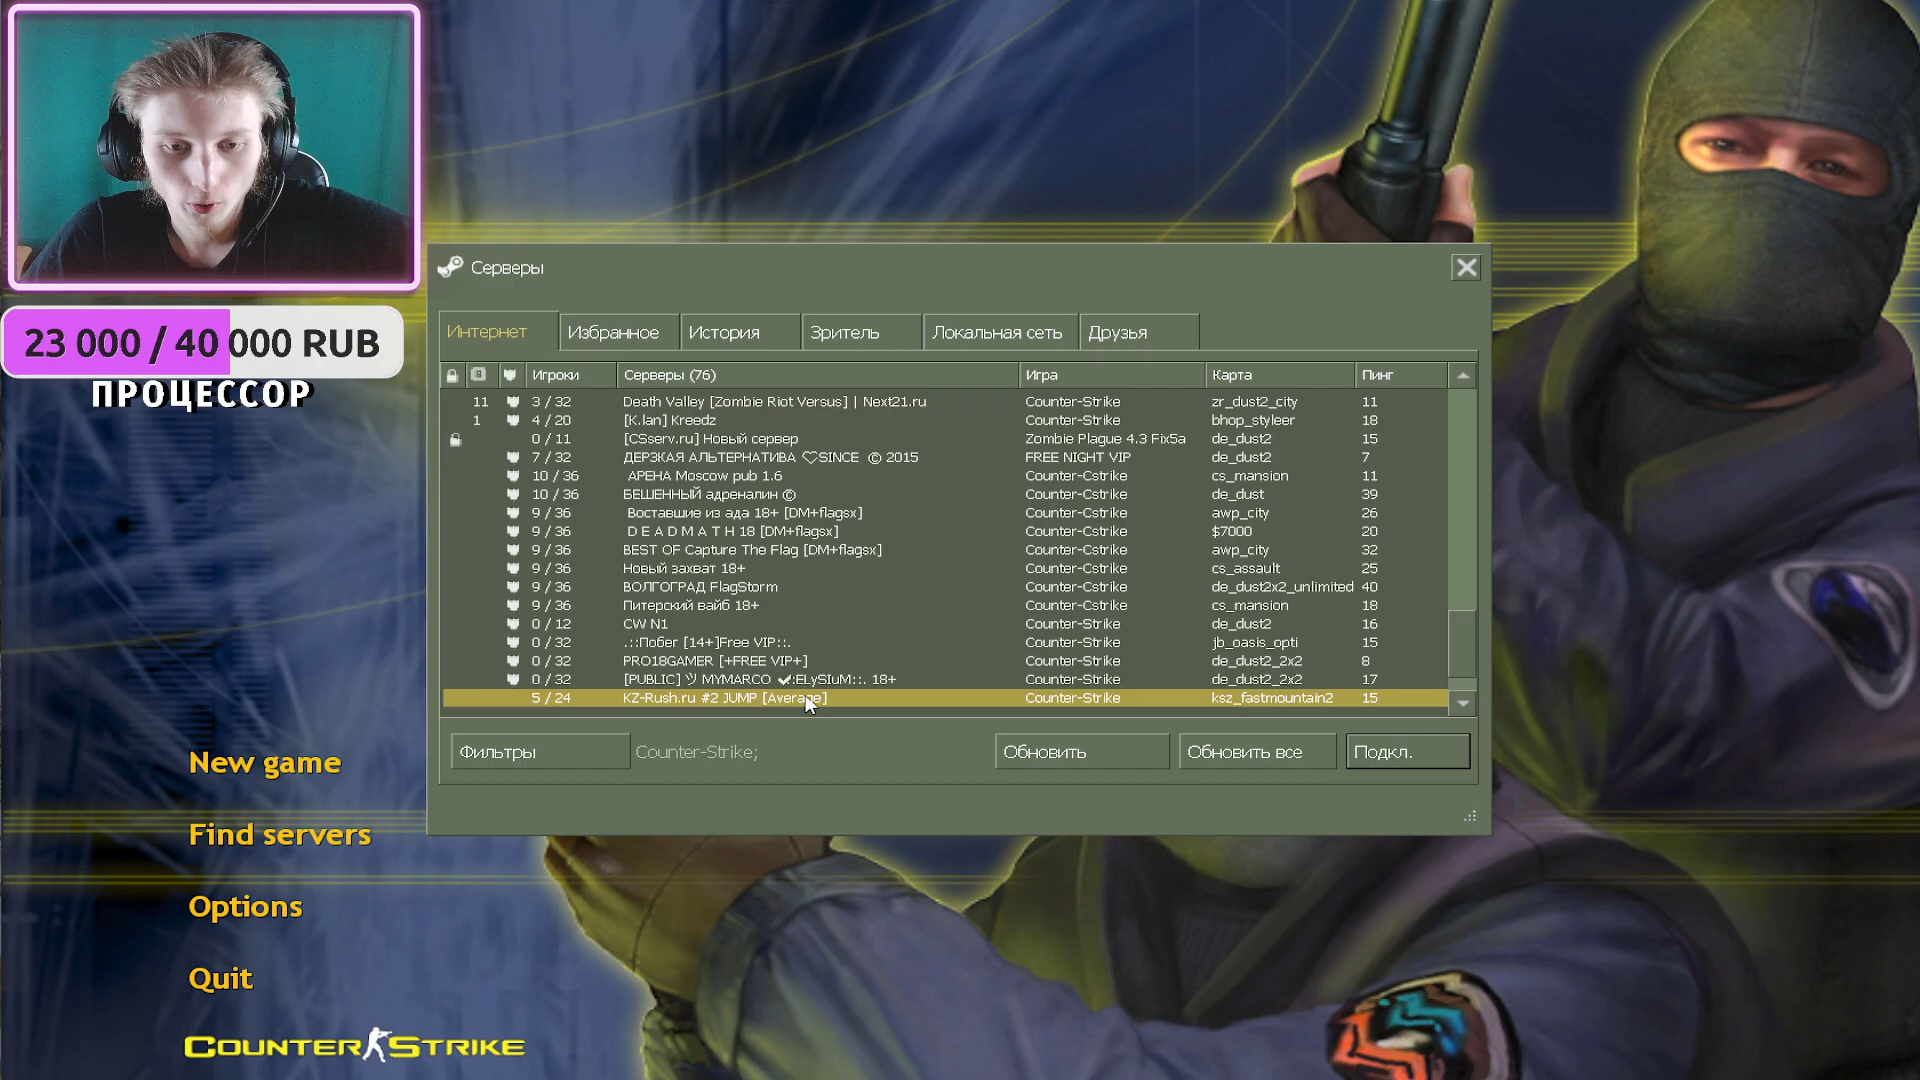 23 000 / 40 000 RUB
ПРОЦЕССОР
Серверы
Интернет Избранное История Зритель Локальная сеть Друзья
Игроки Серверы (76) Игра Карта Пинг
11 3 / 32 Death Valley [Zombie Riot Versus] | Next21.ru Counter-Strike zr_dust2_city 11
1 4 / 20 [K.lan] Kreedz Counter-Strike bhop_styleer 18
0 / 11 [CSserv.ru] Новый сервер Zombie Plague 4.3 Fix5a de_dust2 15
7 / 32 ДЕРЗКАЯ АЛЬТЕРНАТИВА ♡SINCE © 2015 FREE NIGHT VIP de_dust2 7
10 / 36 АРЕНА Moscow pub 1.6 Counter-Cstrike cs_mansion 11
10 / 36 БЕШЕННЫЙ адреналин © Counter-Cstrike de_dust 39
9 / 36 Воставшие из ада 18+ [DM+flagsx] Counter-Cstrike awp_city 26
9 / 36 D E A D M A T H 18 [DM+flagsx] Counter-Cstrike $7000 20
9 / 36 BEST OF Capture The Flag [DM+flagsx] Counter-Cstrike awp_city 32
9 / 36 Новый захват 18+ Counter-Cstrike cs_assault 25
9 / 36 ВОЛГОГРАД FlagStorm Counter-Cstrike de_dust2x2_unlimited 40
9 / 36 Питерский вайб 18+ Counter-Cstrike cs_mansion 18
0 / 12 CW N1 Counter-Strike de_dust2 16
0 / 32 .::Побег [14+]Free VIP::. Counter-Strike jb_oasis_opti 15
0 / 32 PRO18GAMER [+FREE VIP+] Counter-Strike de_dust2_2x2 8
0 / 32 [PUBLIC] ツ MYMARCO ✔:ELySIuM::. 18+ Counter-Strike de_dust2_2x2 17
5 / 24 KZ-Rush.ru #2 JUMP [Average] Counter-Strike ksz_fastmountain2 15
Фильтры Counter-Strike; Обновить Обновить все Подкл.
New game
Find servers
Options
Quit
COUNTER STRIKE